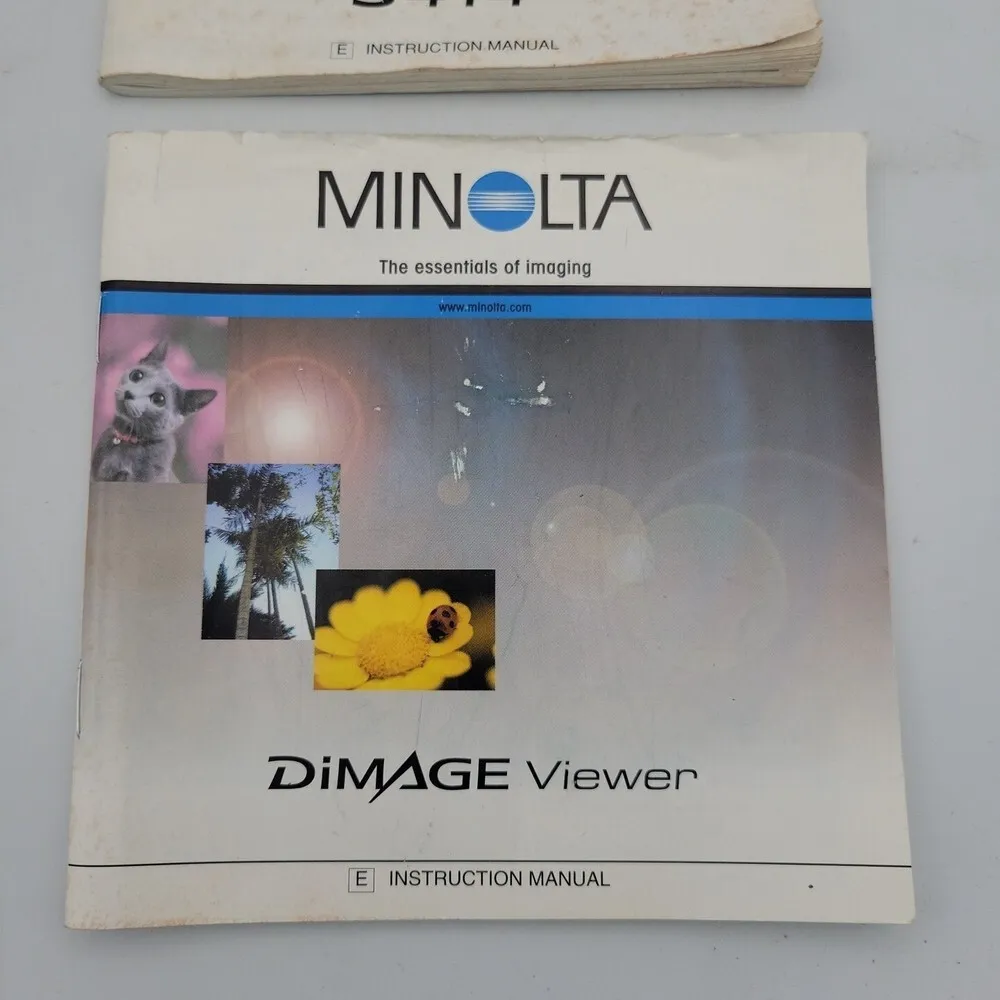 E INSTRUCTION MANUAL
MINOLTA
The essentials of imaging
www.minolta.com
DiMAGE Viewer
E INSTRUCTION MANUAL